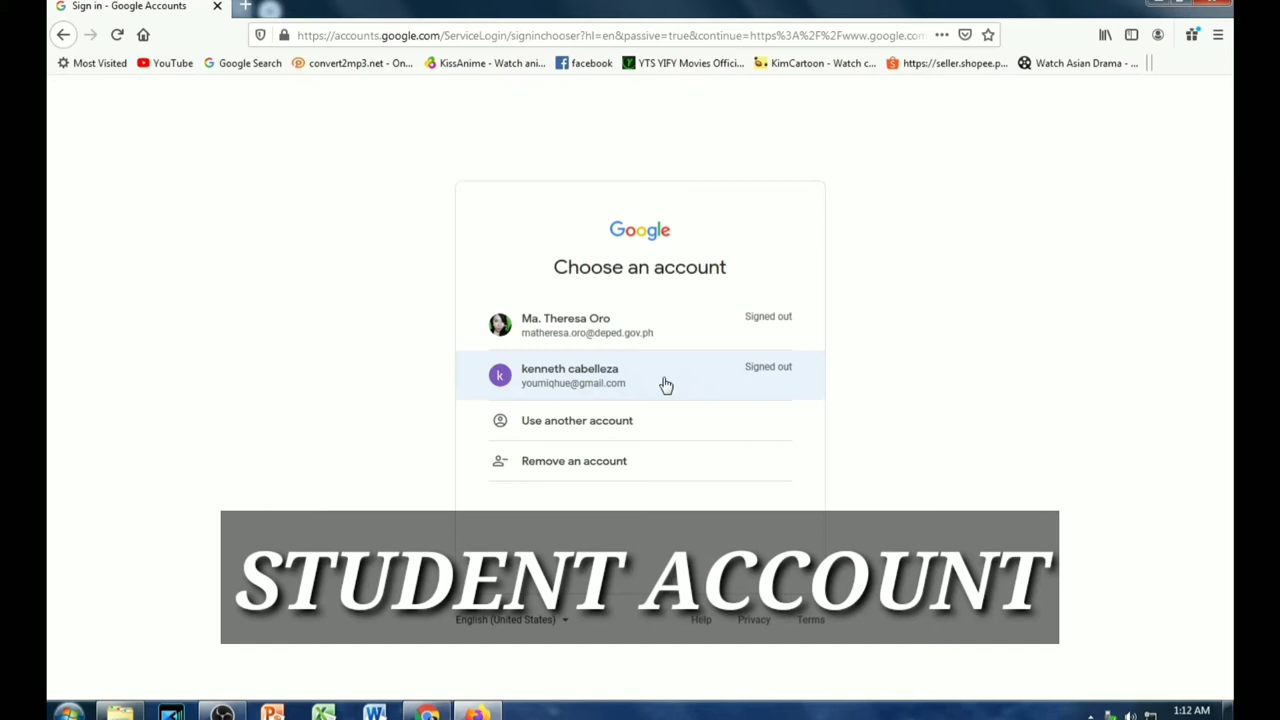 Sign in - Google Accounts
https://accounts.google.com/ServiceLogin/signinchooser?hl=en&passive=true&continue=https%3A%2F%2Fwww.google.com
Most Visited YouTube Google Search convert2mp3.net - On... KissAnime - Watch ani... facebook YTS YIFY Movies Offici... KimCartoon - Watch c... https://seller.shopee.p... Watch Asian Drama - ...
Google
Choose an account
Ma. Theresa Oro Signed out
matheresa.oro@deped.gov.ph
kenneth cabelleza Signed out
k
youmiqhue@gmail.com
Use another account
Remove an account
STUDENT ACCOUNT
English (United States) Help Privacy Terms
1:12 AM